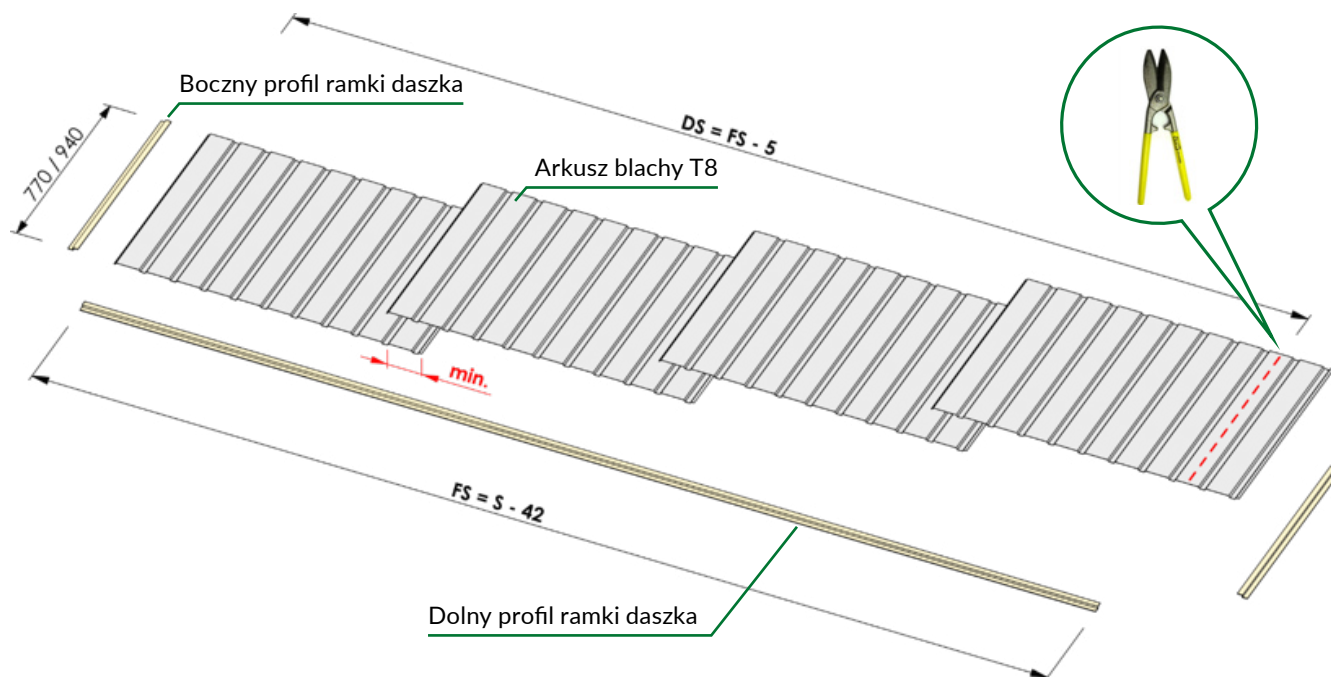 Boczny profil ramki daszka
770 / 940
DS = FS - 5
Arkusz blachy T8
min.
FS = S - 42
Dolny profil ramki daszka